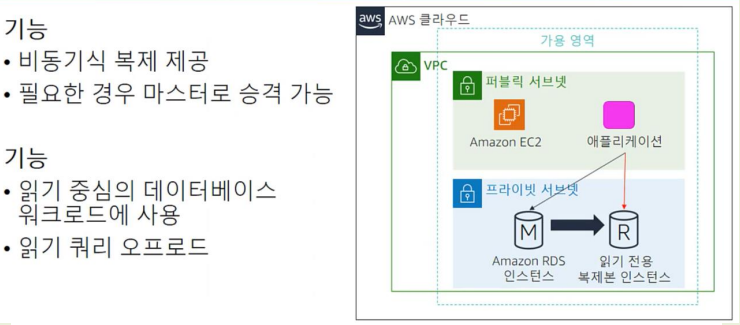 기능
• 비동기식 복제 제공
• 필요한 경우 마스터로 승격 가능
기능
• 읽기 중심의 데이터베이스
워크로드에 사용
• 읽기 쿼리 오프로드
aws
AWS 클라우드
가용 영역
VPC
퍼블릭 서브넷
Amazon EC2
애플리케이션
프라이빗 서브넷
M
R
Amazon RDS
인스턴스
읽기 전용
복제본 인스턴스